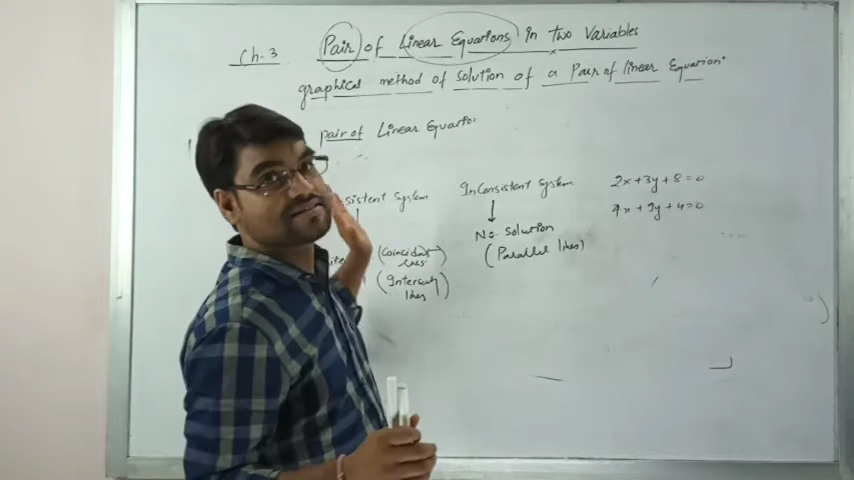 Ch-3 Pair of Linear Equations in two Variables
graphical method of Solution of a Pair of linear Equation
pair of Linear Equation
sistent System Inconsistent System 2x+3y+8=0
4x+9y+4=0
No Solution
(Coincident lines) (Parallel lines)
(Intersect lines)